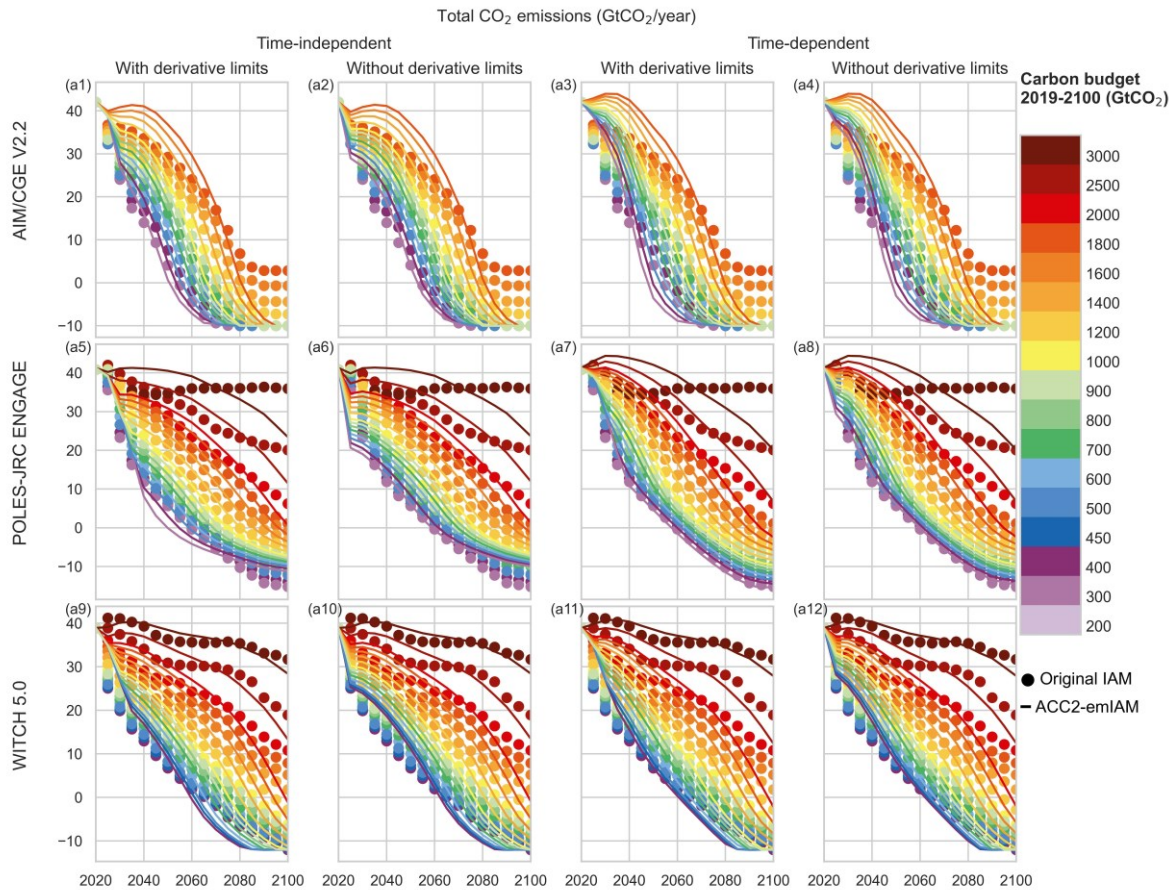 Total CO₂ emissions (GtCO₂/year)
Time-independent
Time-dependent
With derivative limits
Without derivative limits
With derivative limits
Without derivative limits
Carbon budget
2019-2100 (GtCO₂)
AIM/CGE V2.2
(a1)
(a2)
(a3)
(a4)
40
30
20
10
0
−10
POLES-JRC ENGAGE
(a5)
(a6)
(a7)
(a8)
40
30
20
10
0
−10
WITCH 5.0
(a9)
(a10)
(a11)
(a12)
40
30
20
10
0
−10
2020 2040 2060 2080 2100
2020 2040 2060 2080 2100
2020 2040 2060 2080 2100
2020 2040 2060 2080 2100
3000
2500
2000
1800
1600
1400
1200
1000
900
800
700
600
500
450
400
300
200
Original IAM
ACC2-emIAM